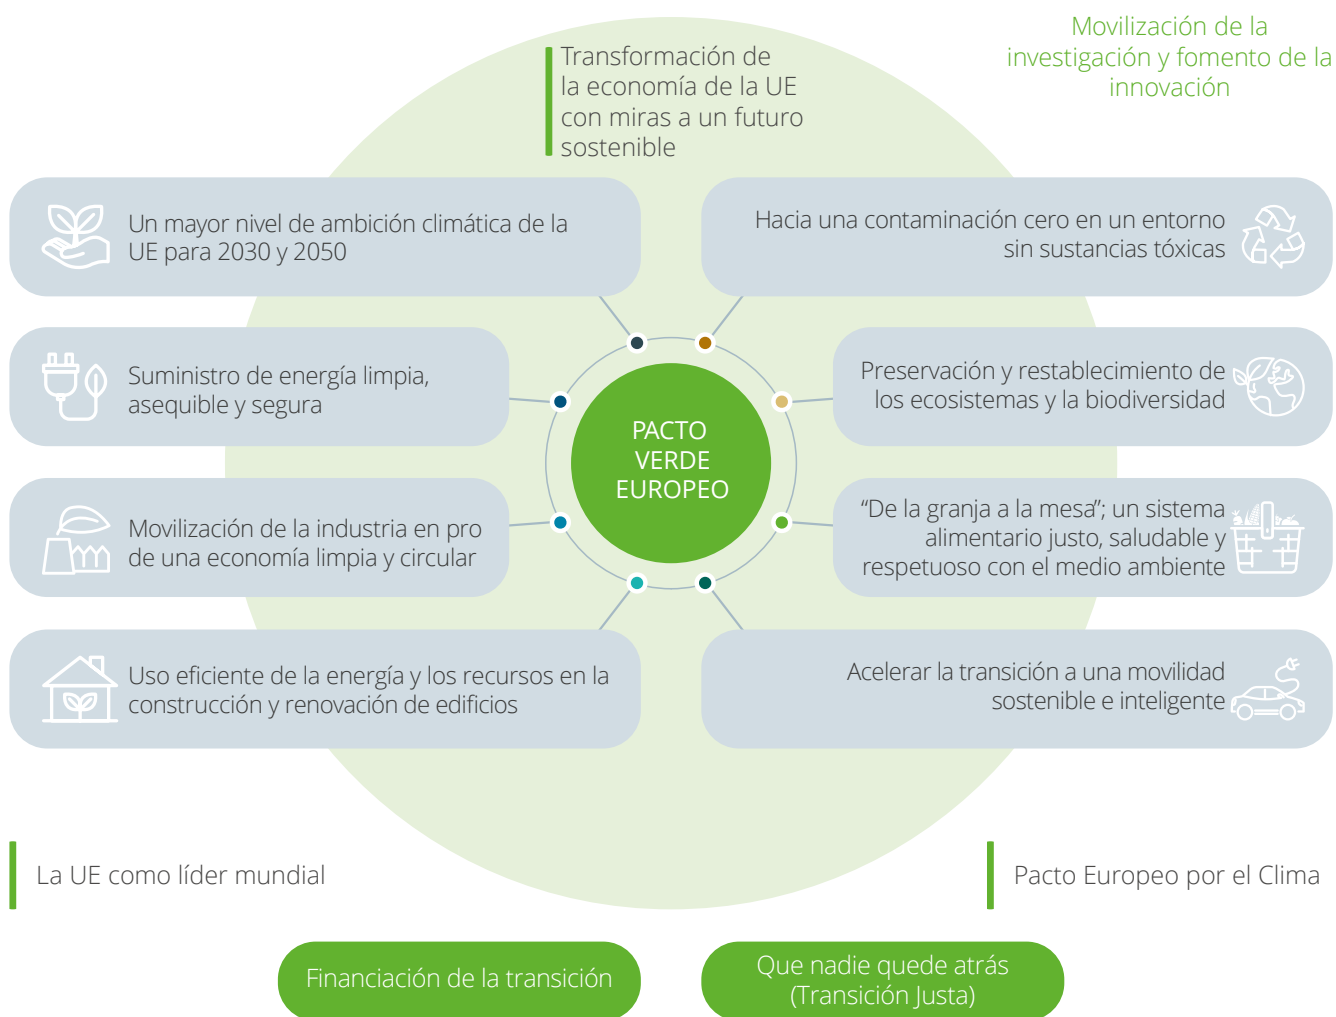 Movilización de la
investigación y fomento de la
innovación
Transformación de
la economía de la UE
con miras a un futuro
sostenible
Un mayor nivel de ambición climática de la
UE para 2030 y 2050
Hacia una contaminación cero en un entorno
sin sustancias tóxicas
Suministro de energía limpia,
asequible y segura
Preservación y restablecimiento de
los ecosistemas y la biodiversidad
PACTO
VERDE
EUROPEO
Movilización de la industria en pro
de una economía limpia y circular
“De la granja a la mesa”; un sistema
alimentario justo, saludable y
respetuoso con el medio ambiente
Uso eficiente de la energía y los recursos en la
construcción y renovación de edificios
Acelerar la transición a una movilidad
sostenible e inteligente
La UE como líder mundial
Pacto Europeo por el Clima
Financiación de la transición
Que nadie quede atrás
(Transición Justa)